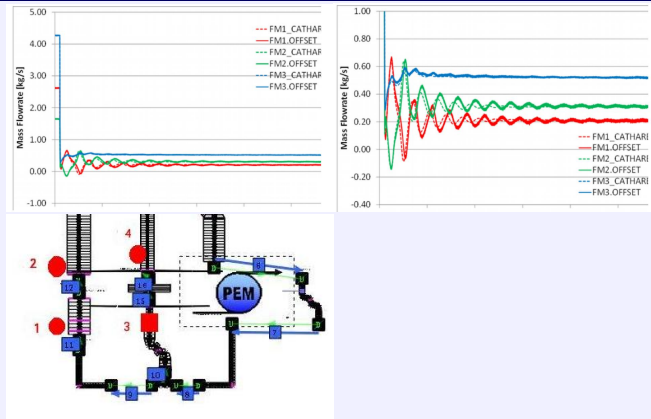 5.00
4.00
3.00
2.00
1.00
0.00
-1.00
Mass Flowrate [kg/s]
FM1_CATHAR
FM1.OFFSET
FM2_CATHAR
FM2.OFFSET
FM3_CATHAR
FM3.OFFSET
1.00
0.80
0.60
0.40
0.20
0.00
-0.20
-0.40
Mass Flowrate [kg/s]
FM1_CATHARI
FM1.OFFSET
FM2_CATHARI
FM2.OFFSET
FM3_CATHARI
FM3.OFFSET
4
2
D
6
D
12
D
16
PEM
15
1
3
U
D
7
11
10
U
D
U
D
9
8